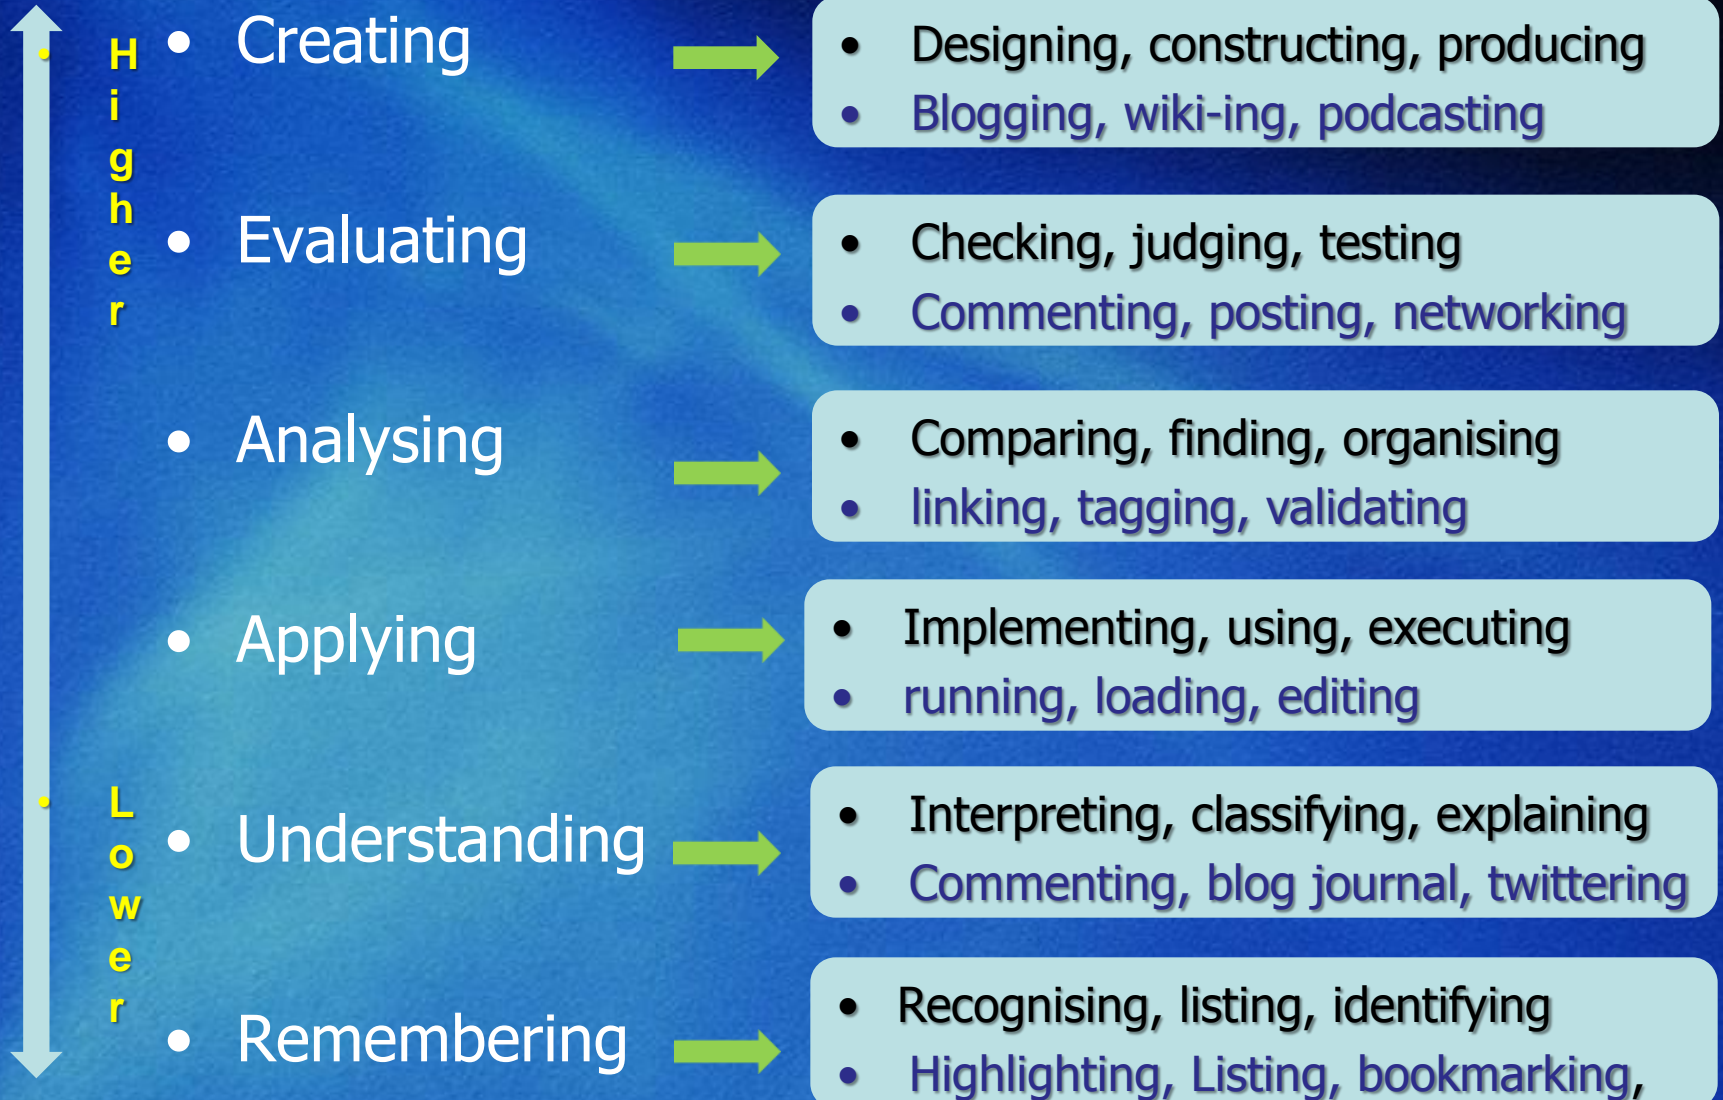 Higher
• Creating
• Designing, constructing, producing
• Blogging, wiki-ing, podcasting
• Evaluating
• Checking, judging, testing
• Commenting, posting, networking
• Analysing
• Comparing, finding, organising
• linking, tagging, validating
• Applying
• Implementing, using, executing
• running, loading, editing
Lower
• Understanding
• Interpreting, classifying, explaining
• Commenting, blog journal, twittering
• Remembering
• Recognising, listing, identifying
• Highlighting, Listing, bookmarking,